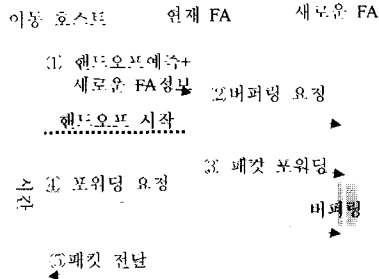 이동 호스트 현재 FA 새로운 FA
(1) 핸드오프예측+
새로운 FA정보
(2)버퍼링 요청
핸드오프 시작
(3) 패킷 포워딩
시간
(4) 포워딩 요청
버퍼링
(5)패킷 전달